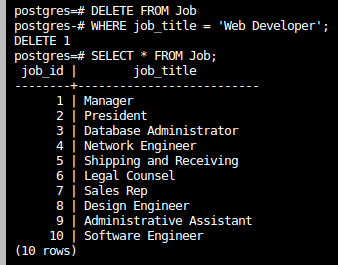 postgres=# DELETE FROM Job
postgres-# WHERE job_title = 'Web Developer';
DELETE 1
postgres=# SELECT * FROM Job;
 job_id |        job_title
--------+--------------------------
      1 | Manager
      2 | President
      3 | Database Administrator
      4 | Network Engineer
      5 | Shipping and Receiving
      6 | Legal Counsel
      7 | Sales Rep
      8 | Design Engineer
      9 | Administrative Assistant
     10 | Software Engineer
(10 rows)